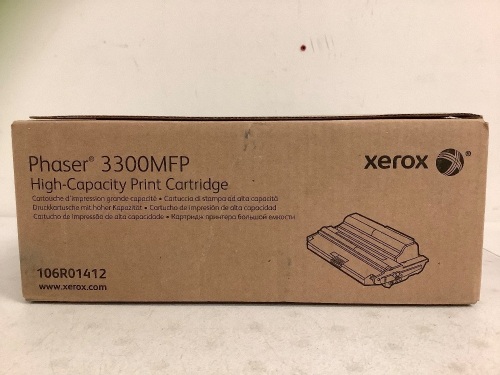 Phaser® 3300MFP
High-Capacity Print Cartridge
Cartouche d'impression grande capacité • Cartuccia di stampa ad alta capacità
Druckkartusche mit hoher Kapazität • Cartucho de impresión de alta capacidad
Cartucho de Impressão de alta capacidade • Картридж принтера большой емкости
xerox ®
106R01412
www.xerox.com